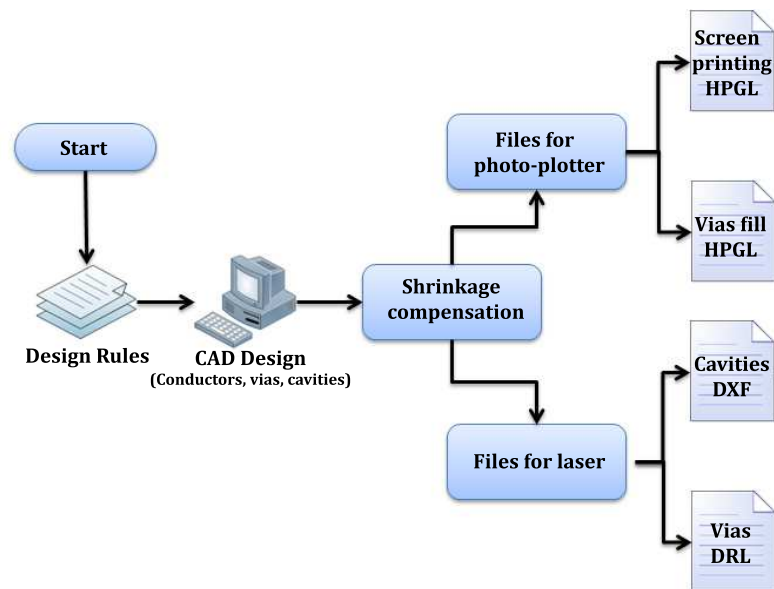 Start
Design Rules
CAD Design
(Conductors, vias, cavities)
Shrinkage
compensation
Files for
photo-plotter
Files for laser
Screen
printing
HPGL
Vias fill
HPGL
Cavities
DXF
Vias
DRL